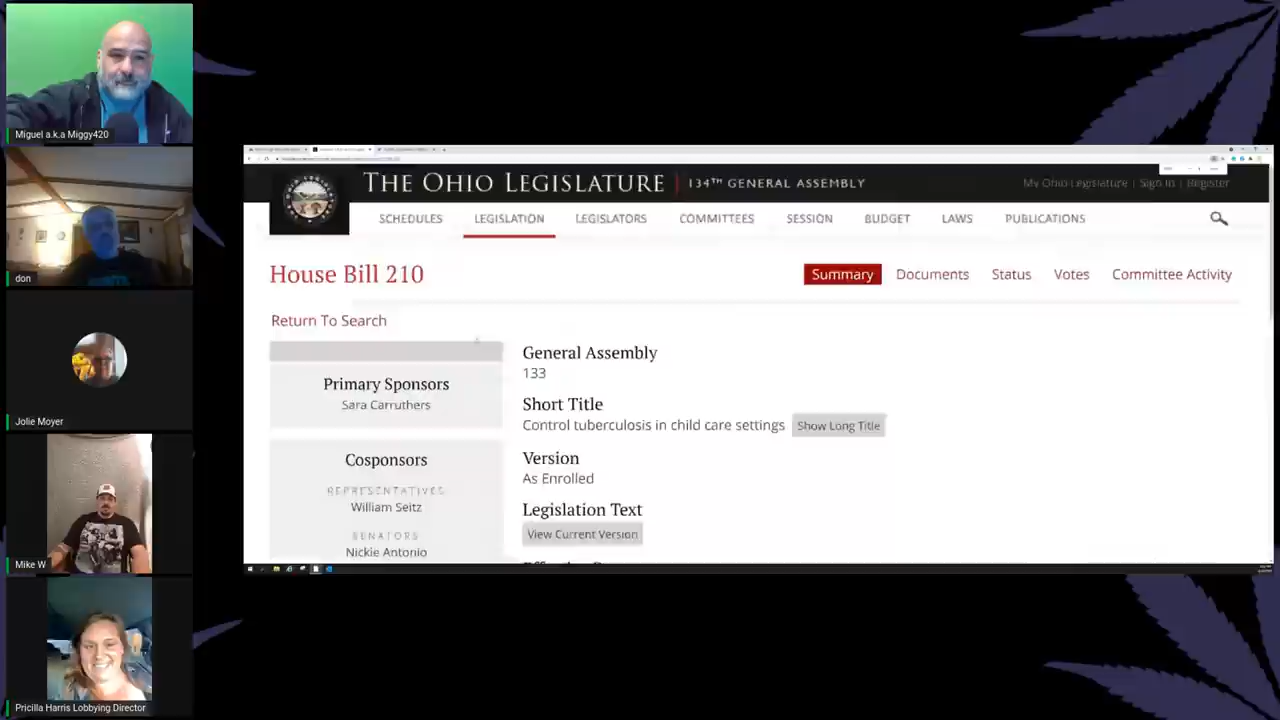 Miguel a.k.a Miggy420
don
Jolie Moyer
Mike W
Pricilla Harris Lobbying Director
THE OHIO LEGISLATURE | 134TH GENERAL ASSEMBLY
My Ohio Legislature | Sign In | Register
SCHEDULES LEGISLATION LEGISLATORS COMMITTEES SESSION BUDGET LAWS PUBLICATIONS
House Bill 210
Summary Documents Status Votes Committee Activity
Return To Search
Primary Sponsors
Sara Carruthers
Cosponsors
REPRESENTATIVES
William Seitz
SENATORS
Nickie Antonio
General Assembly
133
Short Title
Control tuberculosis in child care settings Show Long Title
Version
As Enrolled
Legislation Text
View Current Version